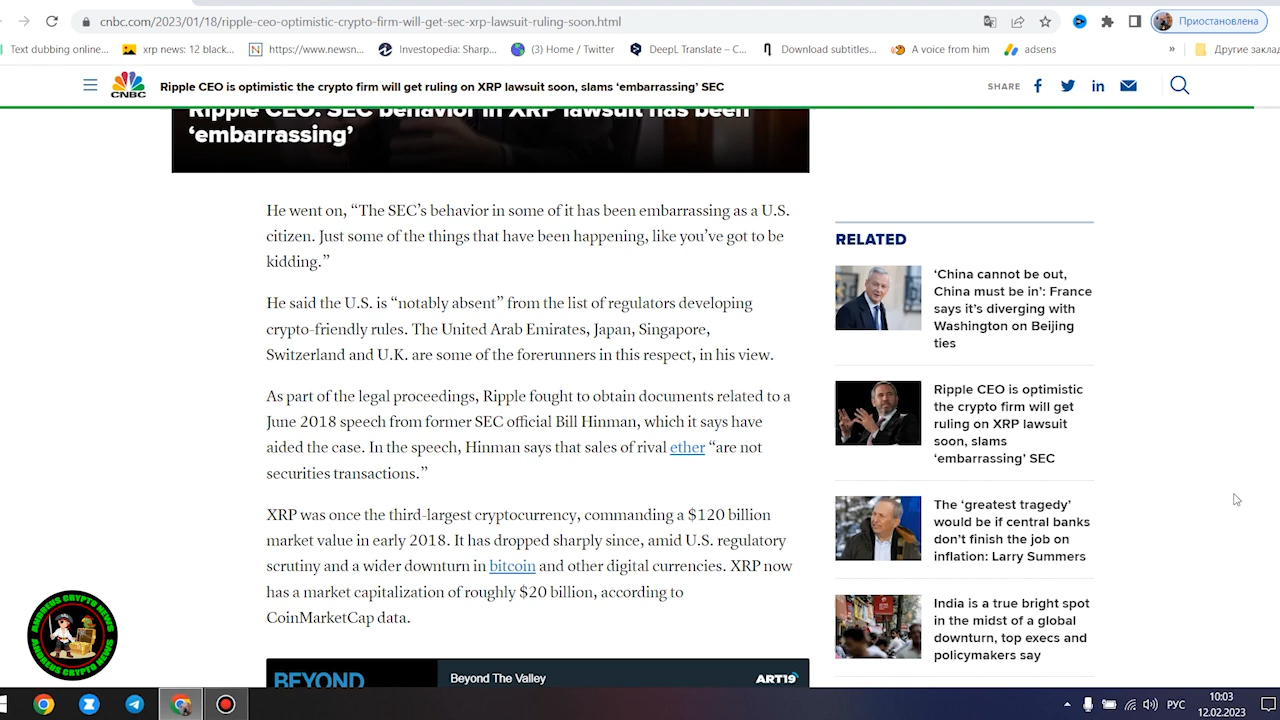 cnbc.com/2023/01/18/ripple-ceo-optimistic-crypto-firm-will-get-sec-xrp-lawsuit-ruling-soon.html
Приостановлена
Text dubbing online...
xrp news: 12 black...
https://www.newsn...
Investopedia: Sharp...
(3) Home / Twitter
DeepL Translate – C...
Download subtitles...
A voice from him
adsens
»
Другие закла
CNBC
Ripple CEO is optimistic the crypto firm will get ruling on XRP lawsuit soon, slams ‘embarrassing’ SEC
SHARE
Ripple CEO: SEC behavior in XRP lawsuit has been
‘embarrassing’
He went on, “The SEC’s behavior in some of it has been embarrassing as a U.S.
citizen. Just some of the things that have been happening, like you’ve got to be
kidding.”
He said the U.S. is “notably absent” from the list of regulators developing
crypto-friendly rules. The United Arab Emirates, Japan, Singapore,
Switzerland and U.K. are some of the forerunners in this respect, in his view.
As part of the legal proceedings, Ripple fought to obtain documents related to a
June 2018 speech from former SEC official Bill Hinman, which it says have
aided the case. In the speech, Hinman says that sales of rival ether “are not
securities transactions.”
XRP was once the third-largest cryptocurrency, commanding a $120 billion
market value in early 2018. It has dropped sharply since, amid U.S. regulatory
scrutiny and a wider downturn in bitcoin and other digital currencies. XRP now
has a market capitalization of roughly $20 billion, according to
CoinMarketCap data.
BEYOND
Beyond The Valley
ART19
RELATED
‘China cannot be out,
China must be in’: France
says it’s diverging with
Washington on Beijing
ties
Ripple CEO is optimistic
the crypto firm will get
ruling on XRP lawsuit
soon, slams
‘embarrassing’ SEC
The ‘greatest tragedy’
would be if central banks
don’t finish the job on
inflation: Larry Summers
India is a true bright spot
in the midst of a global
downturn, top execs and
policymakers say
ANDREUS CRYPTO NEWS
ANDREUS CRYPTO NEWS
РУС
10:03
12.02.2023